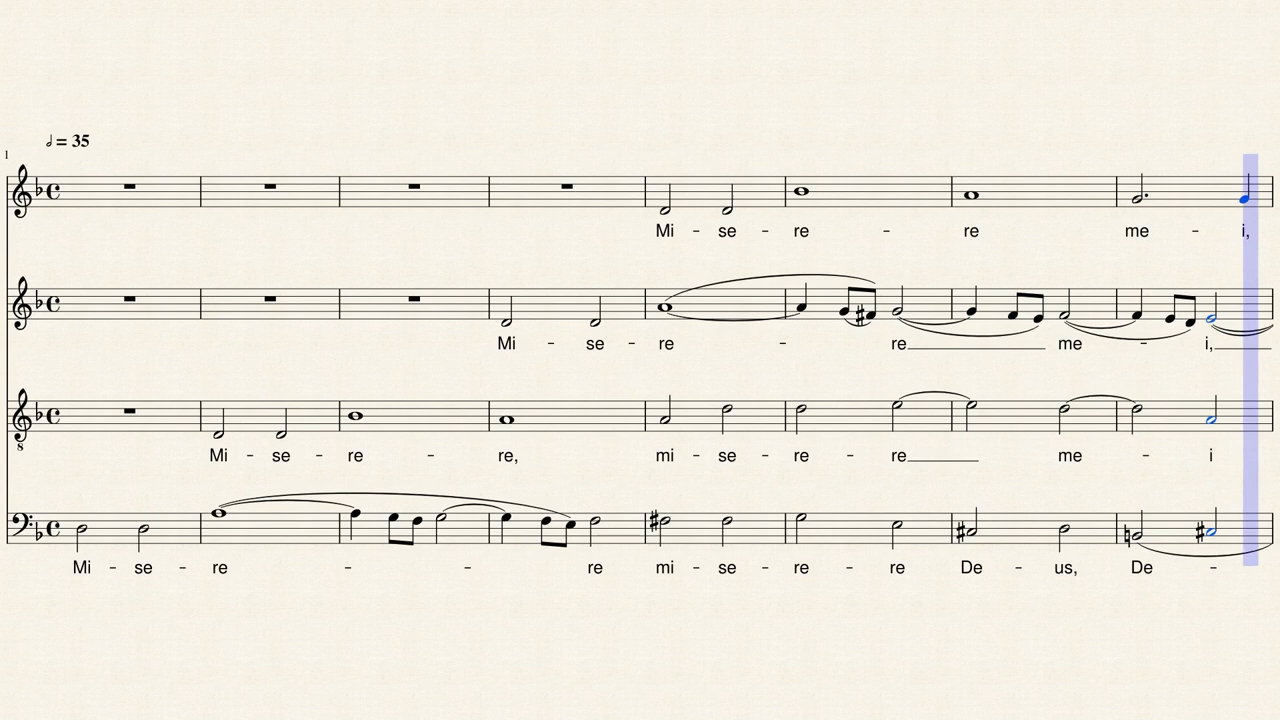 𝅗𝅥 = 35
1
Mi - se - re - re me - i,
Mi - se - re - re me - i,
8
Mi - se - re - re, mi - se - re - re me - i
Mi - se - re - - re mi - se - re - re De - us, De -